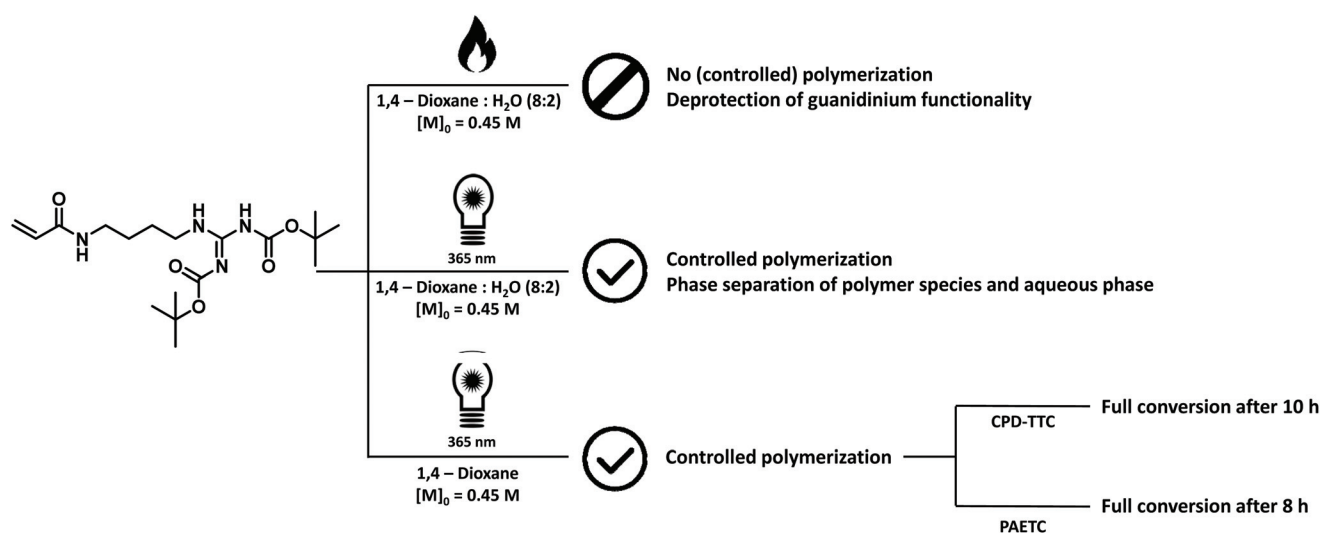 1,4 – Dioxane : H₂O (8:2)
[M]₀ = 0.45 M
No (controlled) polymerization
Deprotection of guanidinium functionality
O
N
H
H
N
N
H
N
O
O
O
N
O
365 nm
1,4 – Dioxane : H₂O (8:2)
[M]₀ = 0.45 M
Controlled polymerization
Phase separation of polymer species and aqueous phase
365 nm
1,4 – Dioxane
[M]₀ = 0.45 M
Controlled polymerization
CPD-TTC
Full conversion after 10 h
PAETC
Full conversion after 8 h